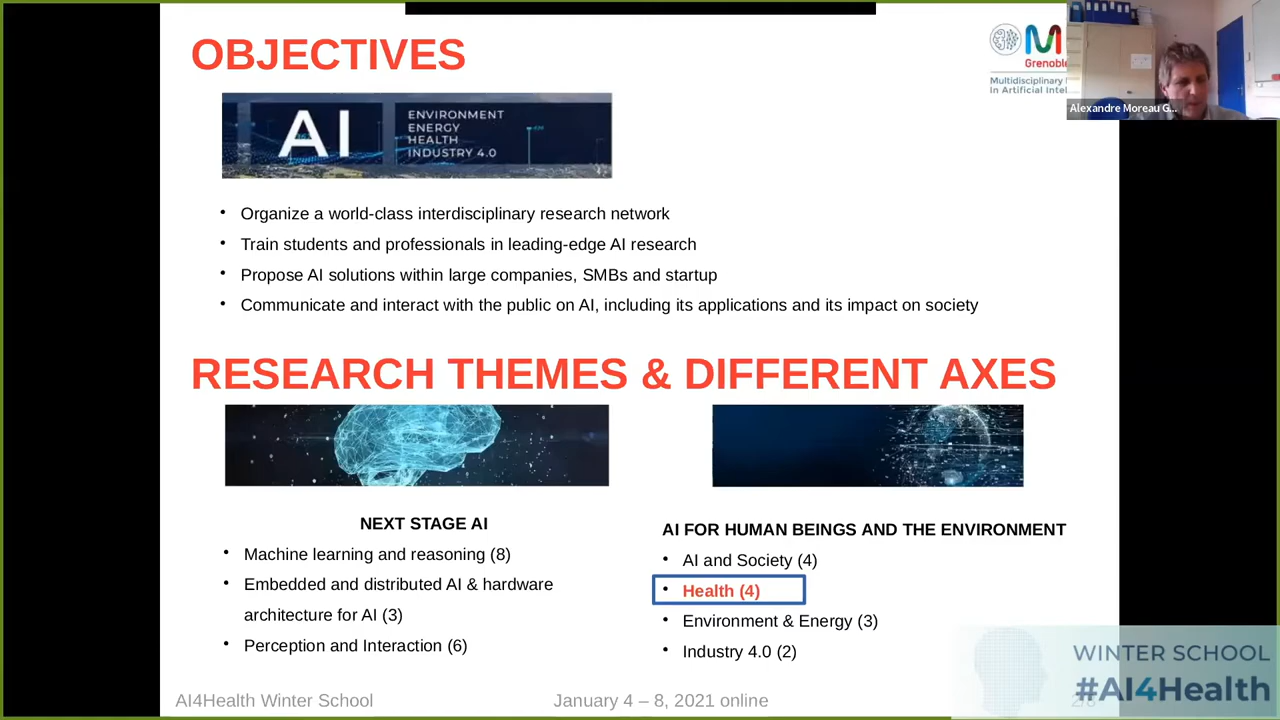 OBJECTIVES
Grenoble
Multidisciplinary
In Artificial Intel
Alexandre Moreau G...
AI
ENVIRONMENT
ENERGY
HEALTH
INDUSTRY 4.0
• Organize a world-class interdisciplinary research network
• Train students and professionals in leading-edge AI research
• Propose AI solutions within large companies, SMBs and startup
• Communicate and interact with the public on AI, including its applications and its impact on society
RESEARCH THEMES & DIFFERENT AXES
NEXT STAGE AI
• Machine learning and reasoning (8)
• Embedded and distributed AI & hardware
architecture for AI (3)
• Perception and Interaction (6)
AI FOR HUMAN BEINGS AND THE ENVIRONMENT
• AI and Society (4)
• Health (4)
• Environment & Energy (3)
• Industry 4.0 (2)
WINTER SCHOOL
#AI4Health
AI4Health Winter School
January 4 – 8, 2021 online